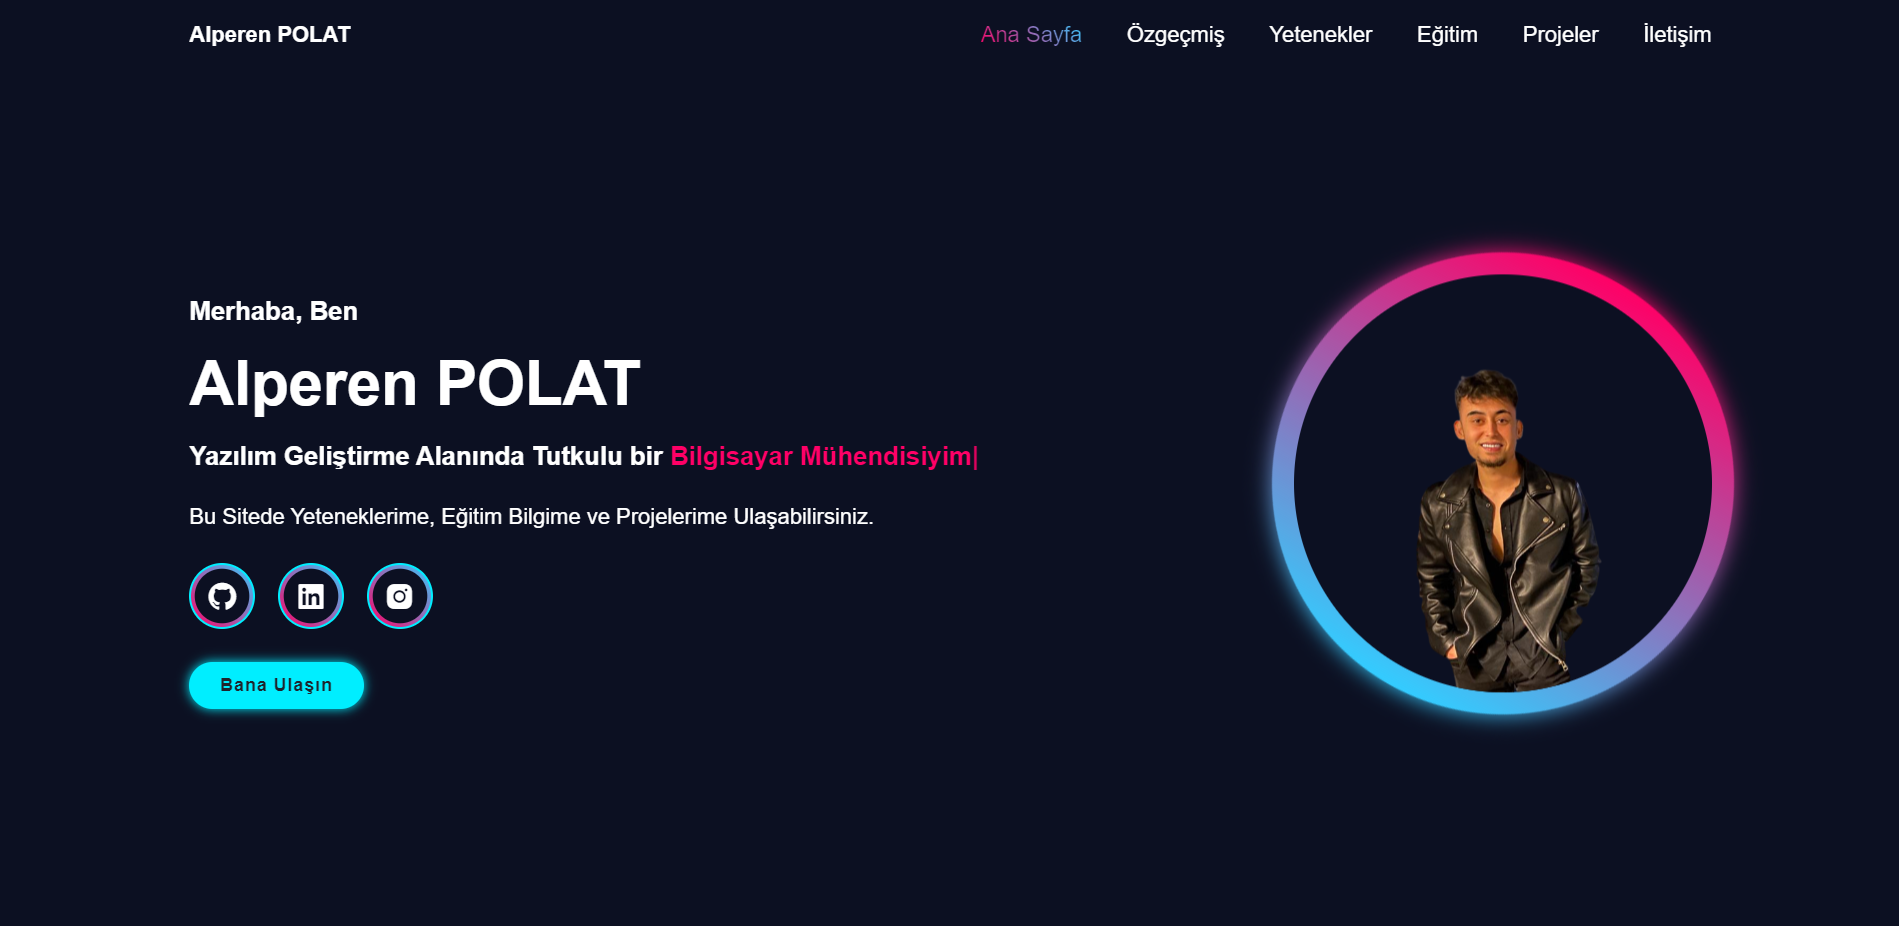 Alperen POLAT
Ana Sayfa Özgeçmiş Yetenekler Eğitim Projeler İletişim
Merhaba, Ben
Alperen POLAT
Yazılım Geliştirme Alanında Tutkulu bir Bilgisayar Mühendisiyim|
Bu Sitede Yeteneklerime, Eğitim Bilgime ve Projelerime Ulaşabilirsiniz.
in
Bana Ulaşın